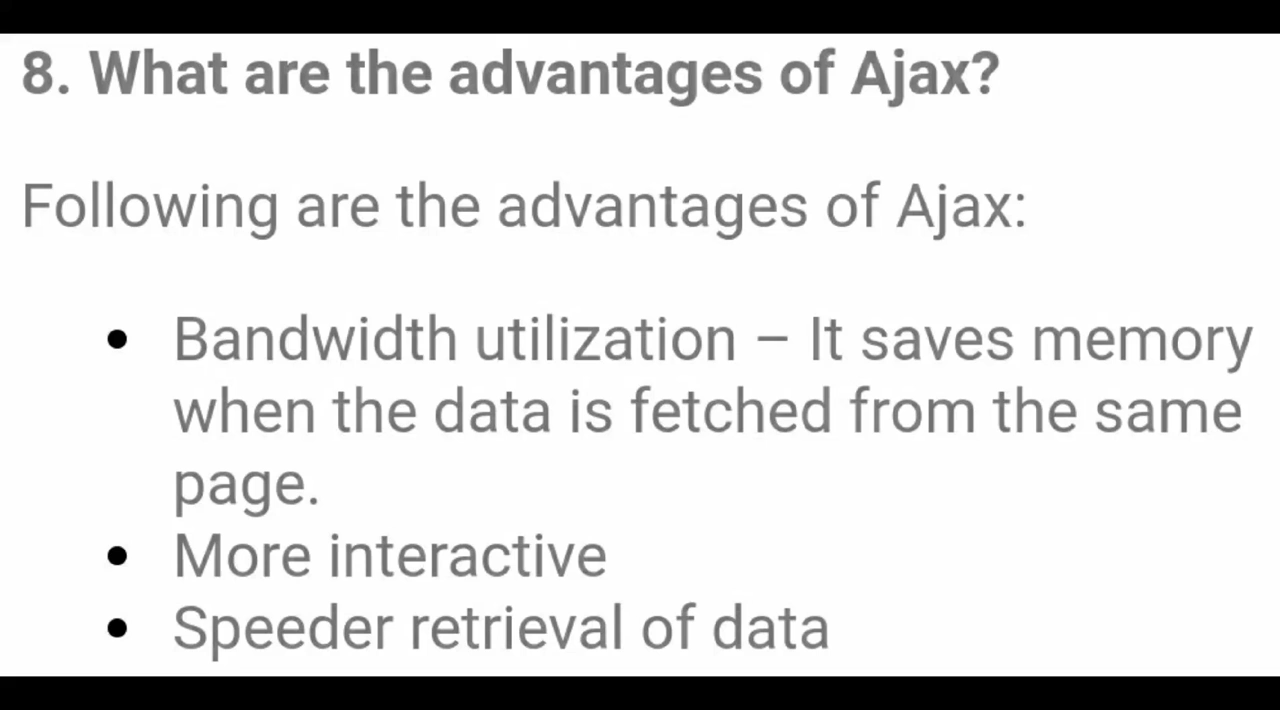 8. What are the advantages of Ajax?
Following are the advantages of Ajax:
• Bandwidth utilization – It saves memory
when the data is fetched from the same
page.
• More interactive
• Speeder retrieval of data